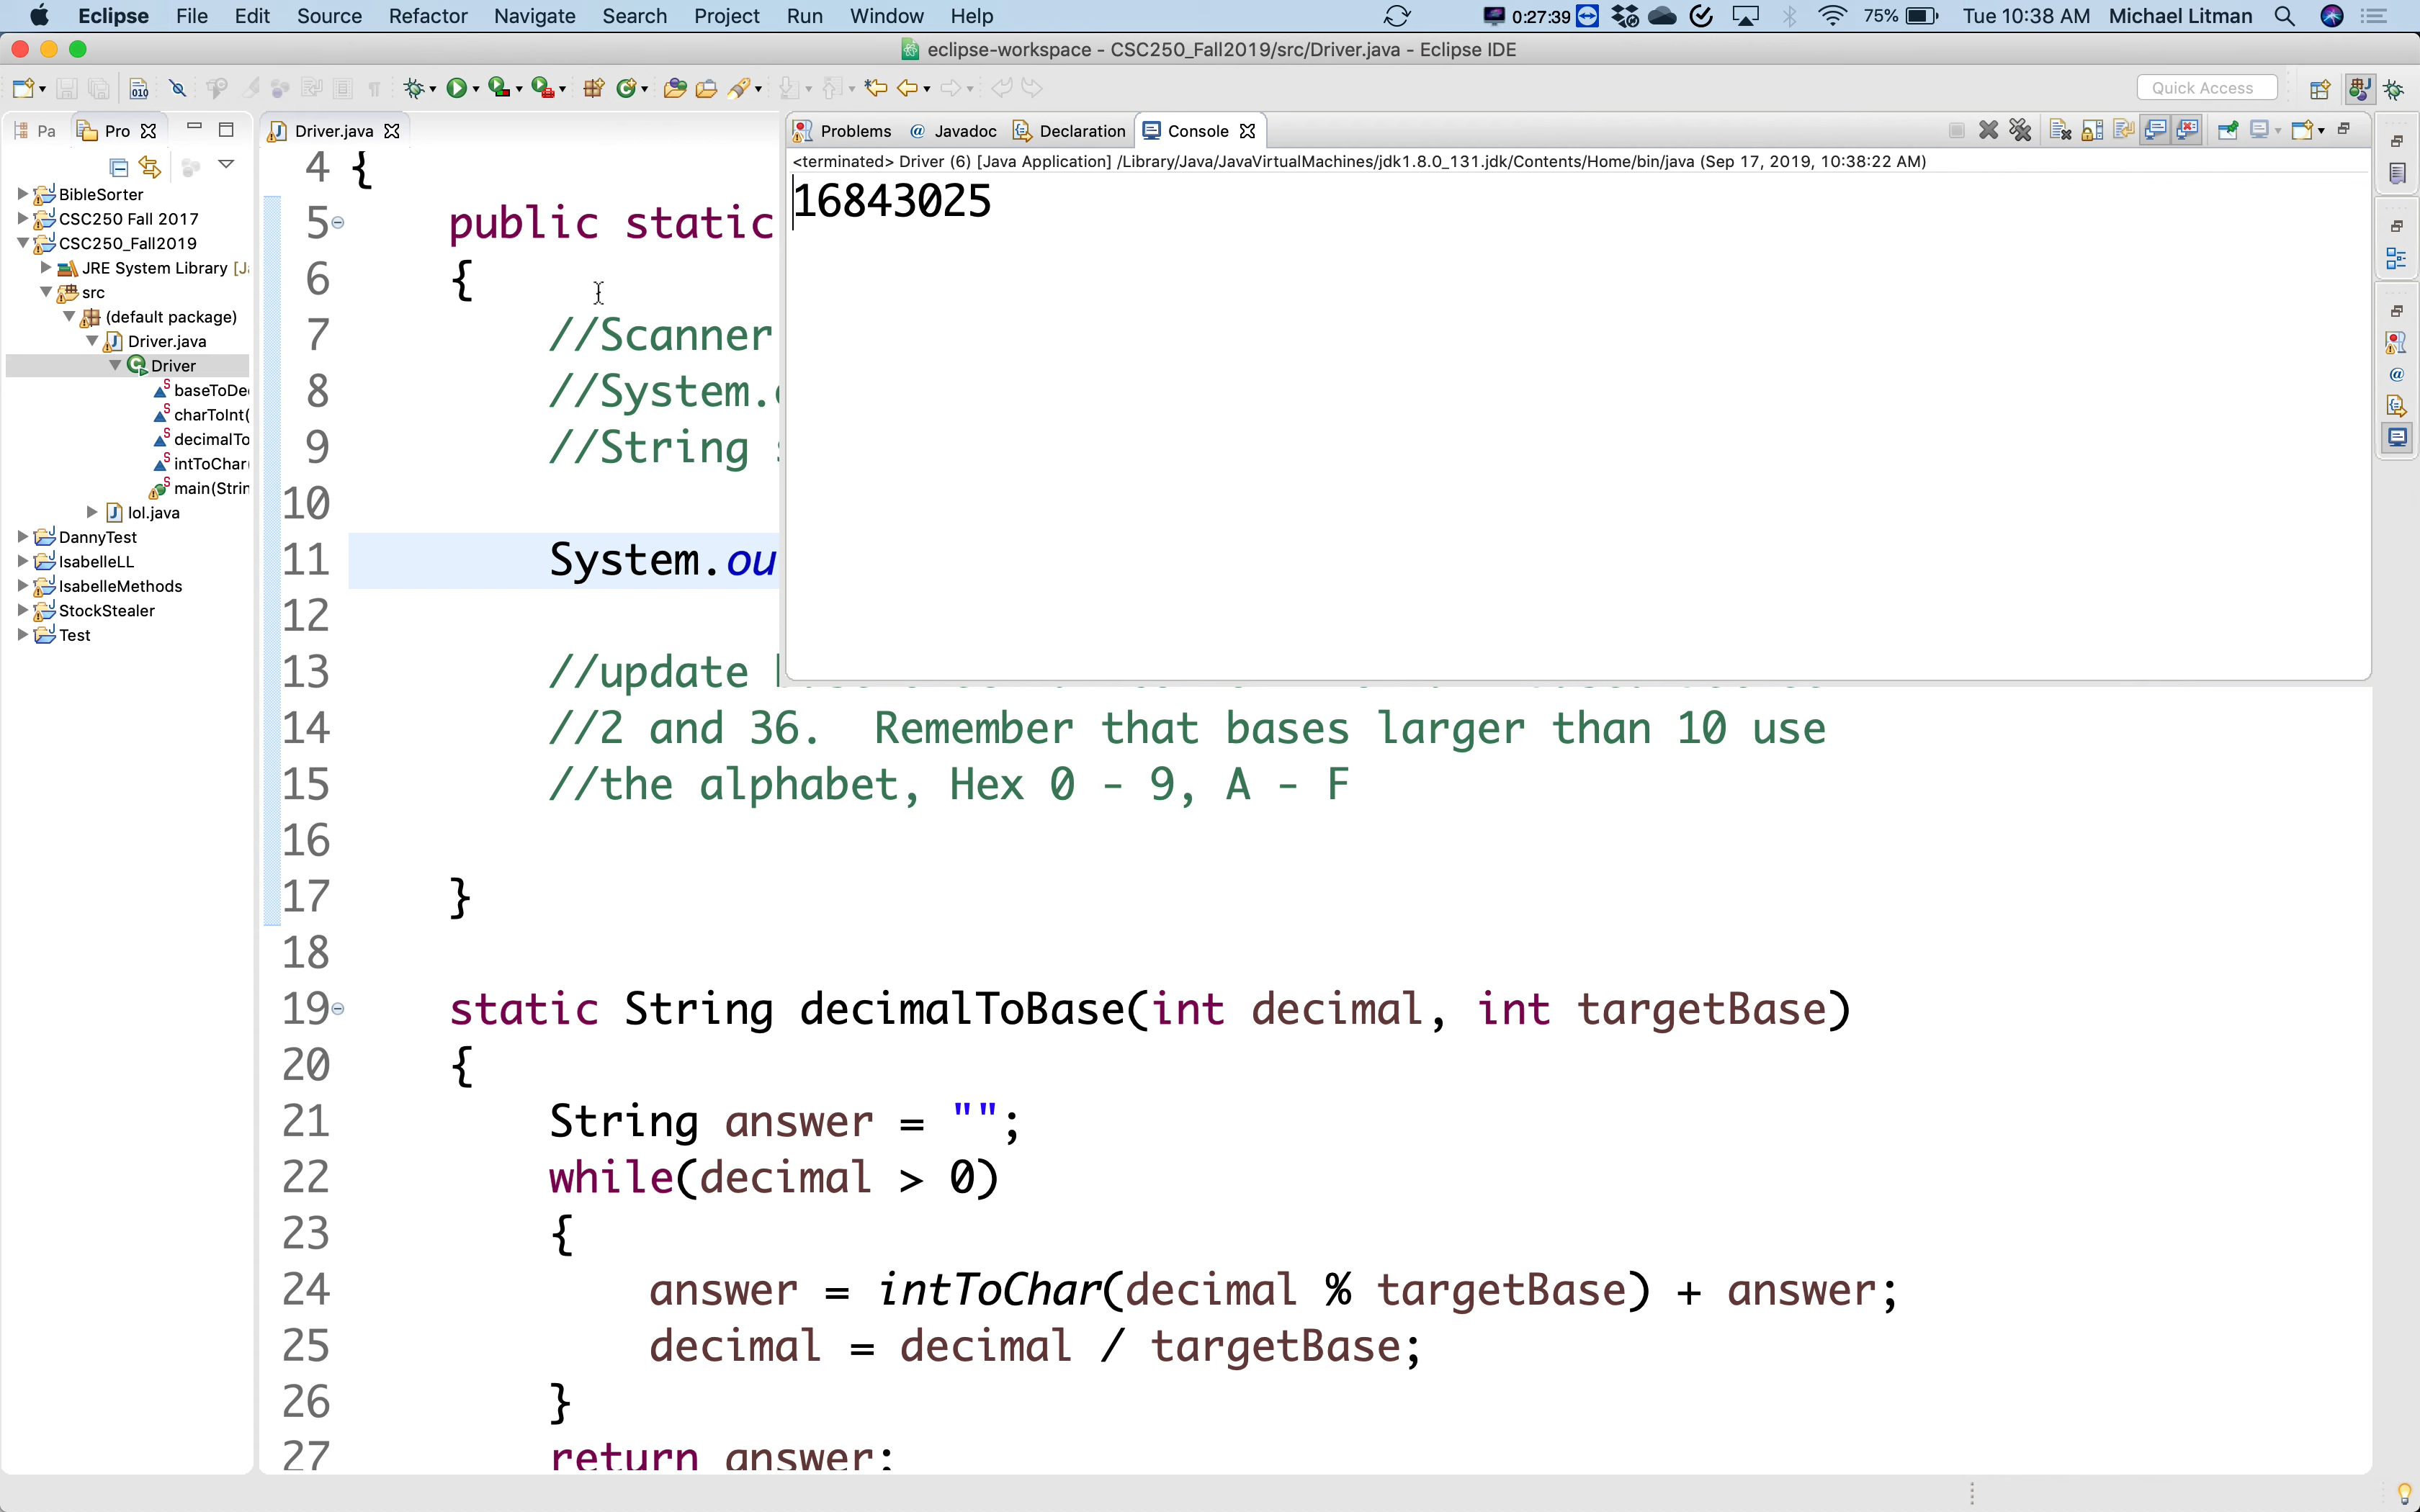 Eclipse File Edit Source Refactor Navigate Search Project Run Window Help 0:27:39 75% Tue 10:38 AM Michael Litman
eclipse-workspace - CSC250_Fall2019/src/Driver.java - Eclipse IDE
Quick Access
Pa Pro
BibleSorter
CSC250 Fall 2017
CSC250_Fall2019
JRE System Library [J
src
(default package)
Driver.java
Driver
baseToDe
charToInt(
decimalTo
intToChar
main(Strin
lol.java
DannyTest
IsabelleLL
IsabelleMethods
StockStealer
Test
Driver.java
4 {
5 public static
6 {
7 //Scanner
8 //System.
9 //String
10
11 System.ou
12
13 //update
14 //2 and 36.  Remember that bases larger than 10 use
15 //the alphabet, Hex 0 - 9, A - F
16
17 }
18
19 static String decimalToBase(int decimal, int targetBase)
20 {
21 String answer = "";
22 while(decimal > 0)
23 {
24 answer = intToChar(decimal % targetBase) + answer;
25 decimal = decimal / targetBase;
26 }
27 return answer;
Problems Javadoc Declaration Console
<terminated> Driver (6) [Java Application] /Library/Java/JavaVirtualMachines/jdk1.8.0_131.jdk/Contents/Home/bin/java (Sep 17, 2019, 10:38:22 AM)
16843025